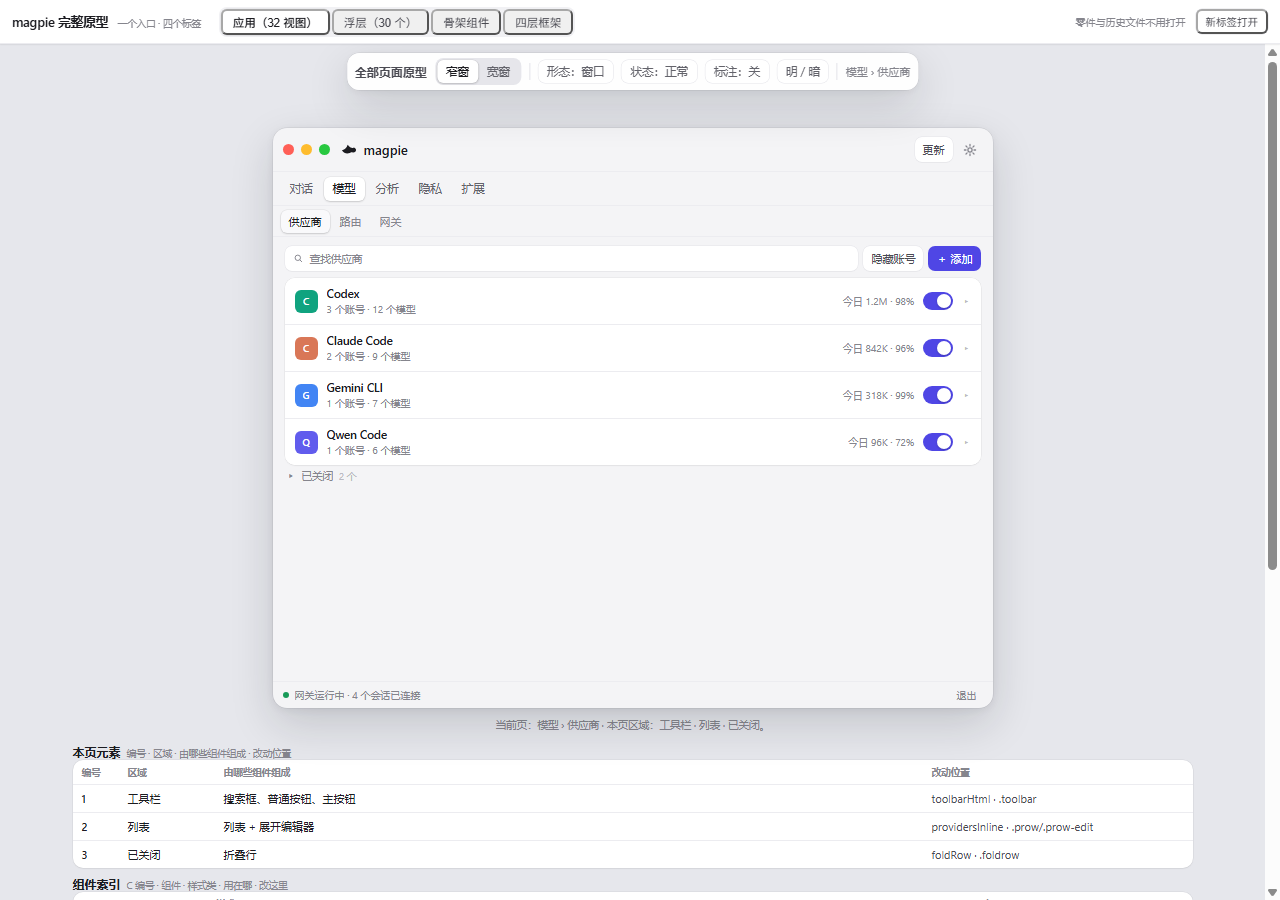 magpie 完整原型 一个入口 · 四个标签 应用（32 视图） 浮层（30 个） 骨架组件 四层框架 零件与历史文件不用打开 新标签打开
全部页面原型 窄窗 宽窗 形态：窗口 状态：正常 标注：关 明 / 暗 模型 › 供应商
magpie 更新
对话 模型 分析 隐私 扩展
供应商 路由 网关
查找供应商 隐藏账号 + 添加
C Codex
3 个账号 · 12 个模型 今日 1.2M · 98%
C Claude Code
2 个账号 · 9 个模型 今日 842K · 96%
G Gemini CLI
1 个账号 · 7 个模型 今日 318K · 99%
Q Qwen Code
1 个账号 · 6 个模型 今日 96K · 72%
已关闭 2 个
网关运行中 · 4 个会话已连接 退出
当前页：模型 › 供应商 · 本页区域：工具栏 · 列表 · 已关闭。
本页元素 编号 · 区域 · 由哪些组件组成 · 改动位置
编号 区域 由哪些组件组成 改动位置
1 工具栏 搜索框、普通按钮、主按钮 toolbarHtml · .toolbar
2 列表 列表 + 展开编辑器 providersInline · .prow/.prow-edit
3 已关闭 折叠行 foldRow · .foldrow
组件索引 C 编号 · 组件 · 样式类 · 用在哪 · 改这里